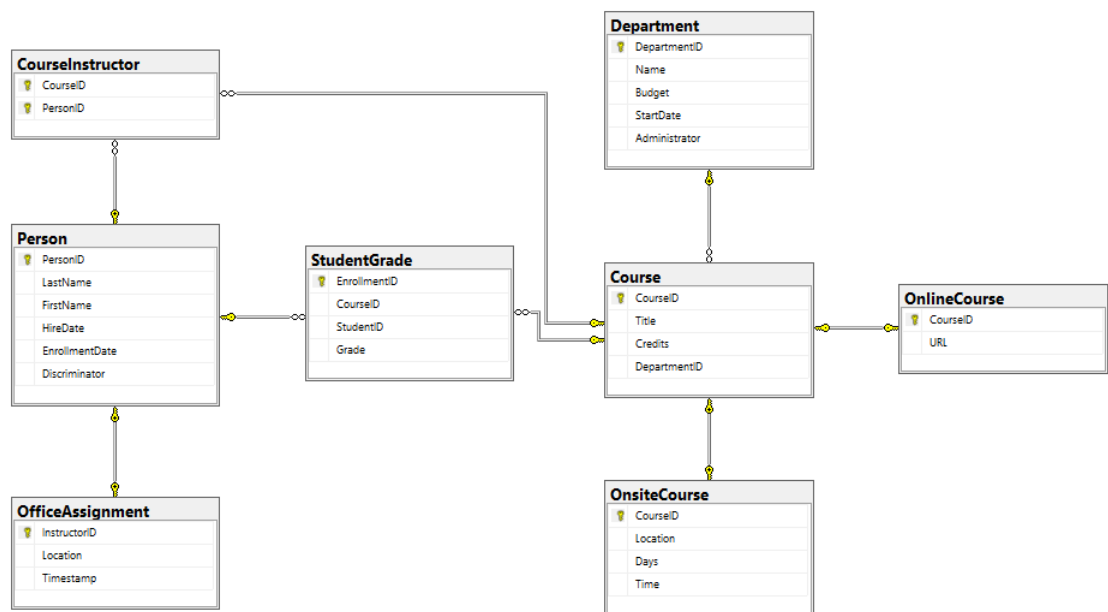 CourseInstructor
CourseID
PersonID
Department
DepartmentID
Name
Budget
StartDate
Administrator
Person
PersonID
LastName
FirstName
HireDate
EnrollmentDate
Discriminator
StudentGrade
EnrollmentID
CourseID
StudentID
Grade
Course
CourseID
Title
Credits
DepartmentID
OnlineCourse
CourseID
URL
OfficeAssignment
InstructorID
Location
Timestamp
OnsiteCourse
CourseID
Location
Days
Time